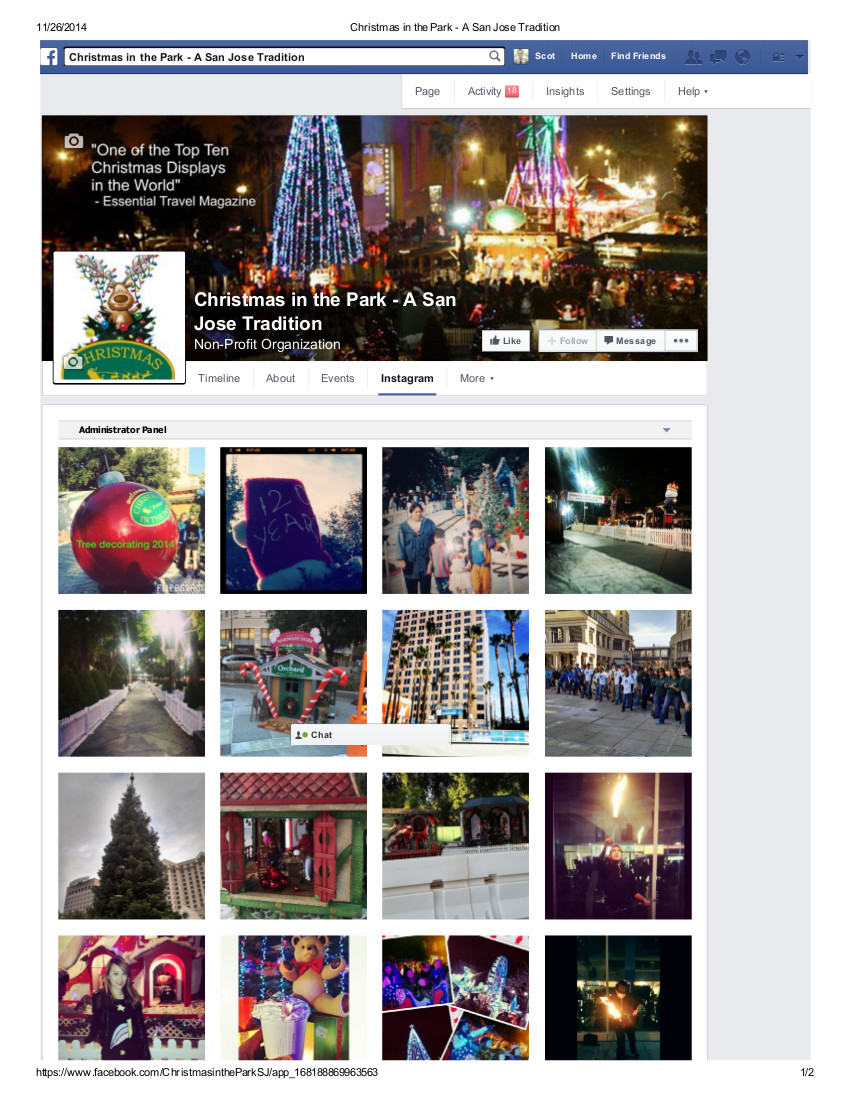 11/26/2014
Christmas in the Park - A San Jose Tradition
f
Christmas in the Park - A San Jose Tradition
Scot
Home
Find Friends
Page
Activity 18
Insights
Settings
Help
"One of the Top Ten
Christmas Displays
in the World"
- Essential Travel Magazine
CHRISTMAS
Christmas in the Park - A San
Jose Tradition
Non-Profit Organization
Like
+ Follow
Message
Timeline
About
Events
Instagram
More
Administrator Panel
Tree decorating 2014
12
YEAR
Orchard
Chat
https://www.facebook.com/ChristmasintheParkSJ/app_168188869963563
1/2